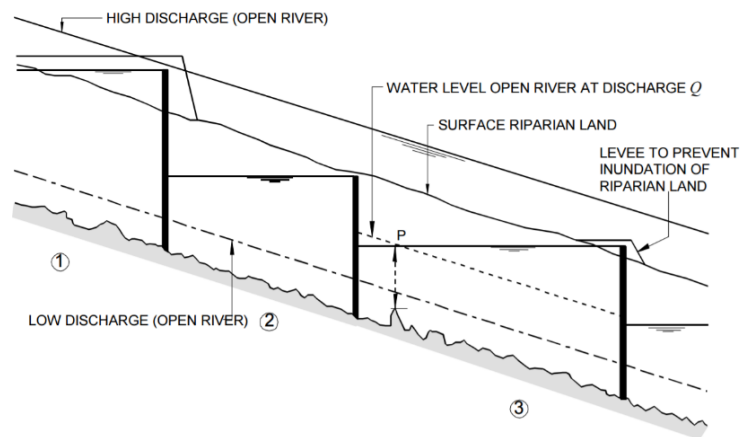 HIGH DISCHARGE (OPEN RIVER)
WATER LEVEL OPEN RIVER AT DISCHARGE Q
SURFACE RIPARIAN LAND
LEVEE TO PREVENT
INUNDATION OF
RIPARIAN LAND
P
1
LOW DISCHARGE (OPEN RIVER)
2
3